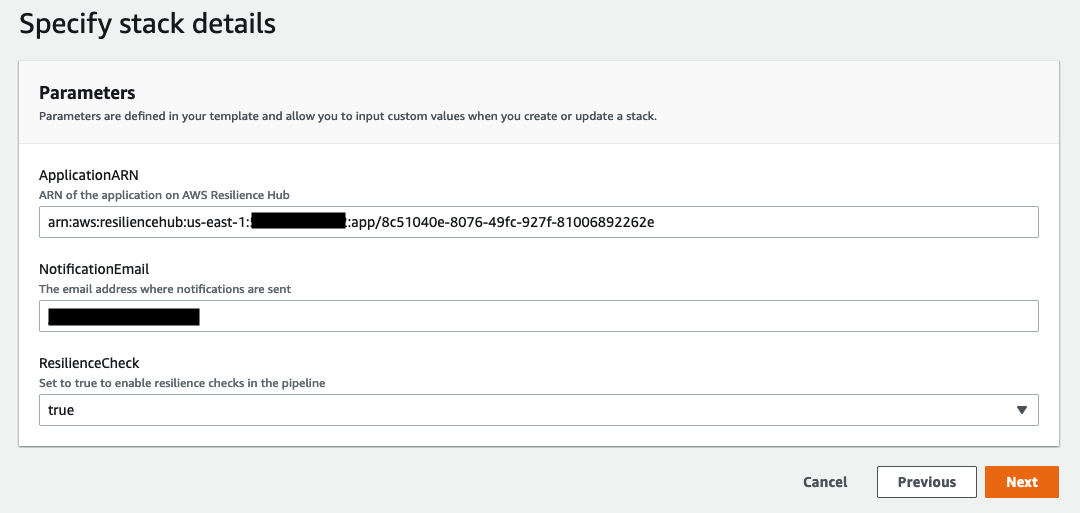 Specify stack details
Parameters
Parameters are defined in your template and allow you to input custom values when you create or update a stack.
ApplicationARN
ARN of the application on AWS Resilience Hub
arn:aws:resiliencehub:us-east-1: :app/8c51040e-8076-49fc-927f-81006892262e
NotificationEmail
The email address where notifications are sent
ResilienceCheck
Set to true to enable resilience checks in the pipeline
true
Cancel
Previous
Next